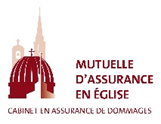 MUTUELLE
D'ASSURANCE
EN ÉGLISE
CABINET EN ASSURANCE DE DOMMAGES